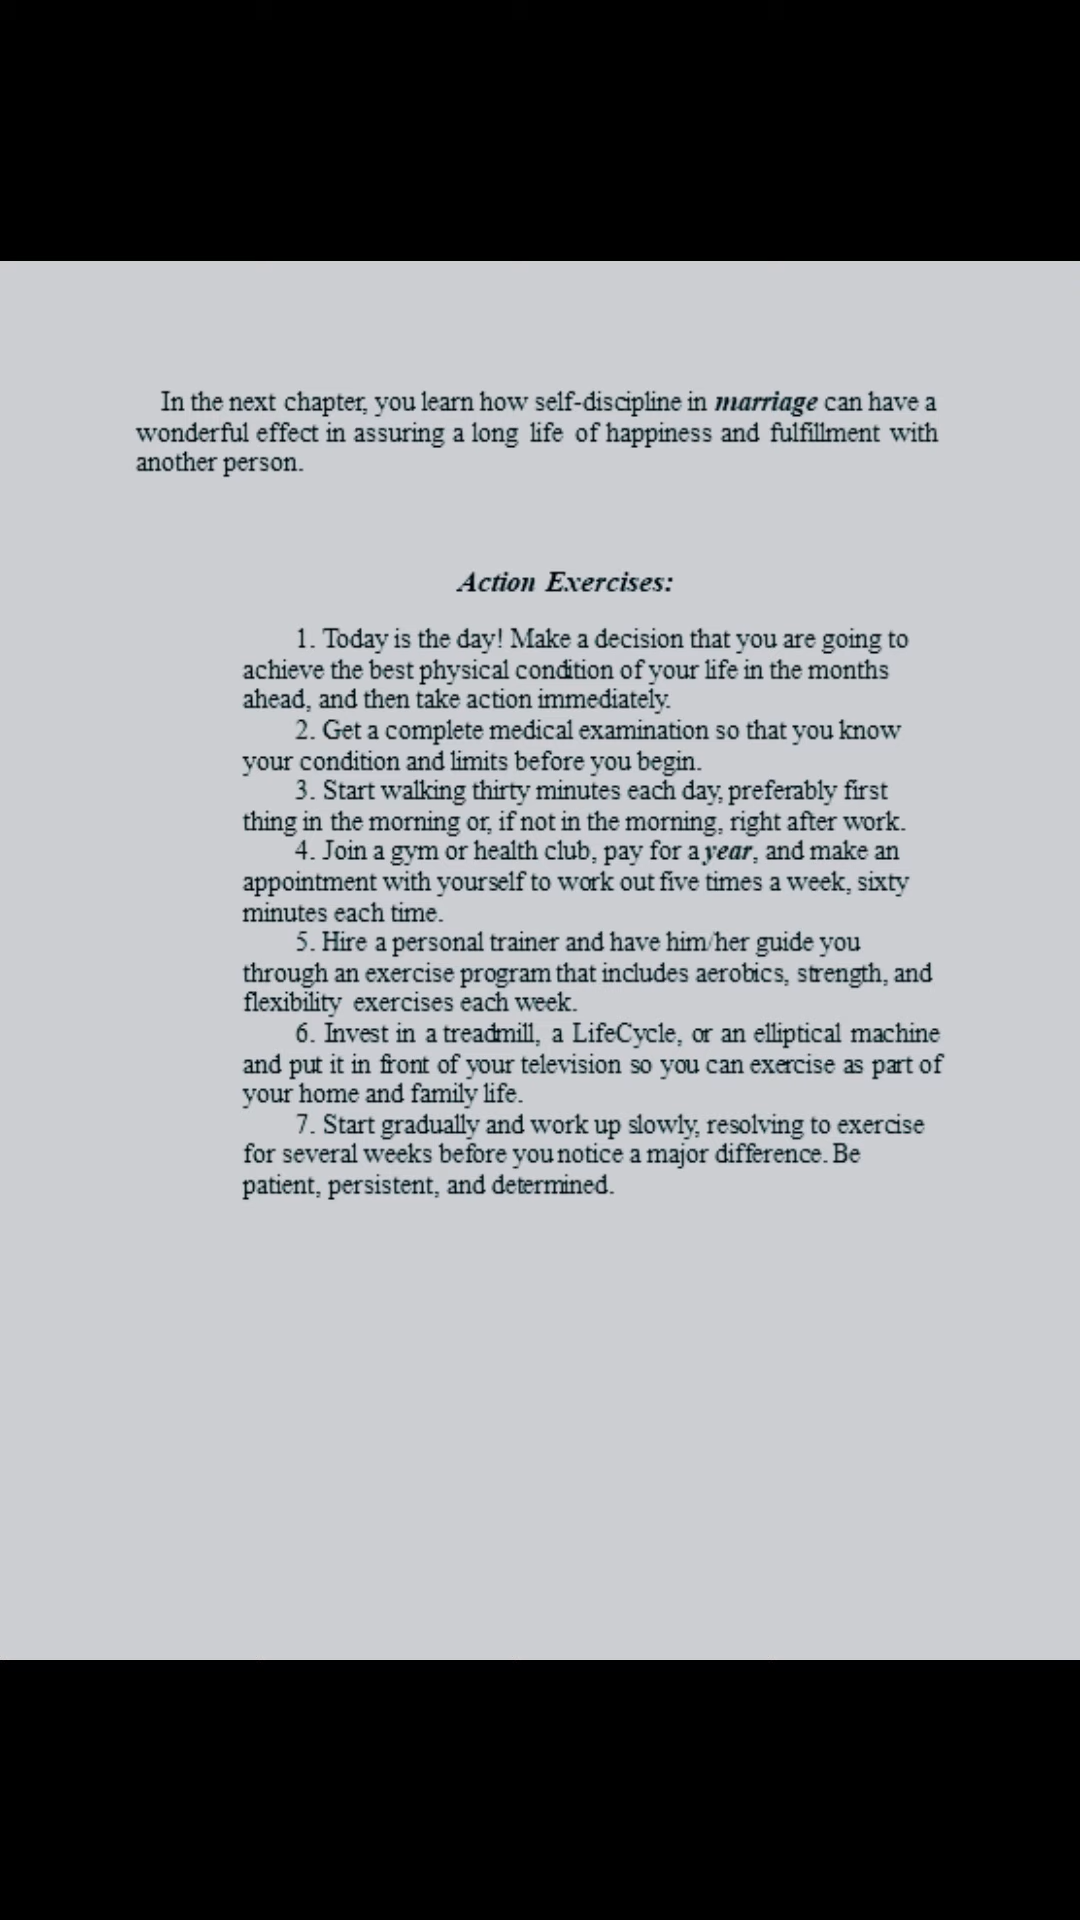 In the next chapter, you learn how self-discipline in marriage can have a
wonderful effect in assuring a long life of happiness and fulfillment with
another person.
Action Exercises:
1. Today is the day! Make a decision that you are going to
achieve the best physical condition of your life in the months
ahead, and then take action immediately.
2. Get a complete medical examination so that you know
your condition and limits before you begin.
3. Start walking thirty minutes each day, preferably first
thing in the morning or, if not in the morning, right after work.
4. Join a gym or health club, pay for a year, and make an
appointment with yourself to work out five times a week, sixty
minutes each time.
5. Hire a personal trainer and have him/her guide you
through an exercise program that includes aerobics, strength, and
flexibility exercises each week.
6. Invest in a treadmill, a LifeCycle, or an elliptical machine
and put it in front of your television so you can exercise as part of
your home and family life.
7. Start gradually and work up slowly, resolving to exercise
for several weeks before you notice a major difference. Be
patient, persistent, and determined.